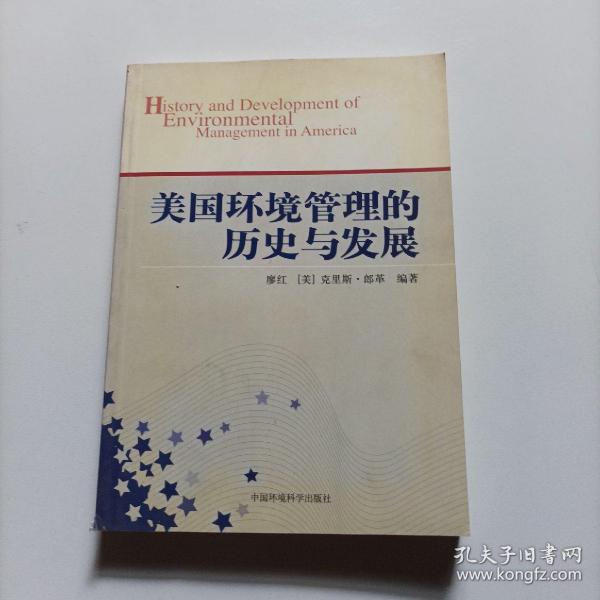 History and Development of
Environmental
Management in America
美国环境管理的
历史与发展
廖红 [美]克里斯·郎革 编著
中国环境科学出版社
孔夫子旧书网
www.kongfz.com